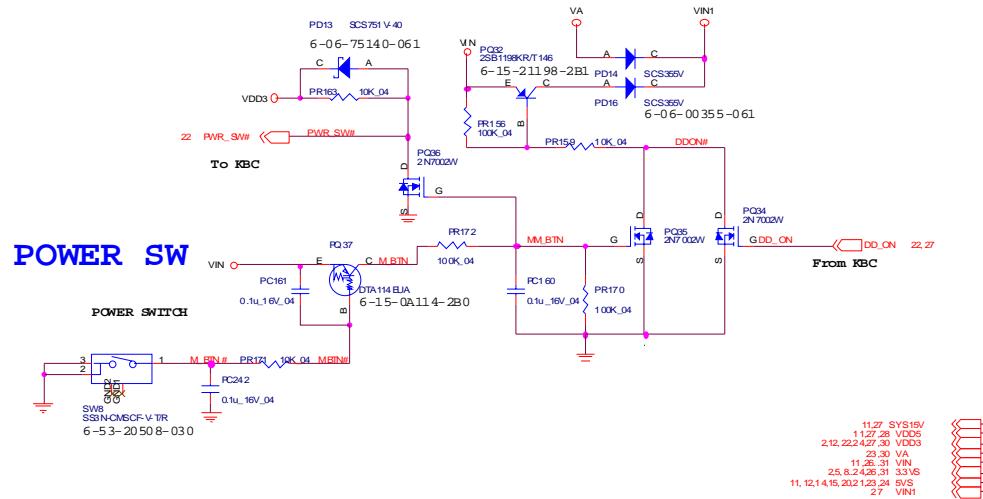 PD13 SCS751V-40
6-06-75140-061
C A
VDD3
PR163 10K_04
22 PWR_SW# PWR_SW#
To KBC
PQ36
2N7002W
D
G
S
VA VIN1
VIN
PQ32
2SB1198KR/T146
6-15-21198-2B1
E C
B
A C
PD14 SCS355V
A C
PD16 SCS355V
6-06-00355-061
PR156
100K_04
PR159 10K_04 DDON#
D
PQ35
2N7002W
G
S
D
PQ34
2N7002W
G DD_ON
S
DD_ON 22,27
From KBC
POWER SW
VIN
PQ37
E C
M_BTN
PR172
100K_04
MM_BTN
DTA114EUA
6-15-0A114-2B0
B
PC161
0.1u_16V_04
PC160
0.1u_16V_04
PR170
100K_04
POWER SWITCH
3
2
1
M_BTN# PR171 10K_04 MBTN#
GND2
GND1
PC242
0.1u_16V_04
SW8
SS3N-CMSCF-V-T/R
6-53-20508-030
11,27 SYS15V
11,27,28 VDD5
2,12,22,24,27,30 VDD3
23,30 VA
11,26..31 VIN
2,5,8..24,26,31 3.3VS
11,12,14,15,20,21,23,24 5VS
27 VIN1